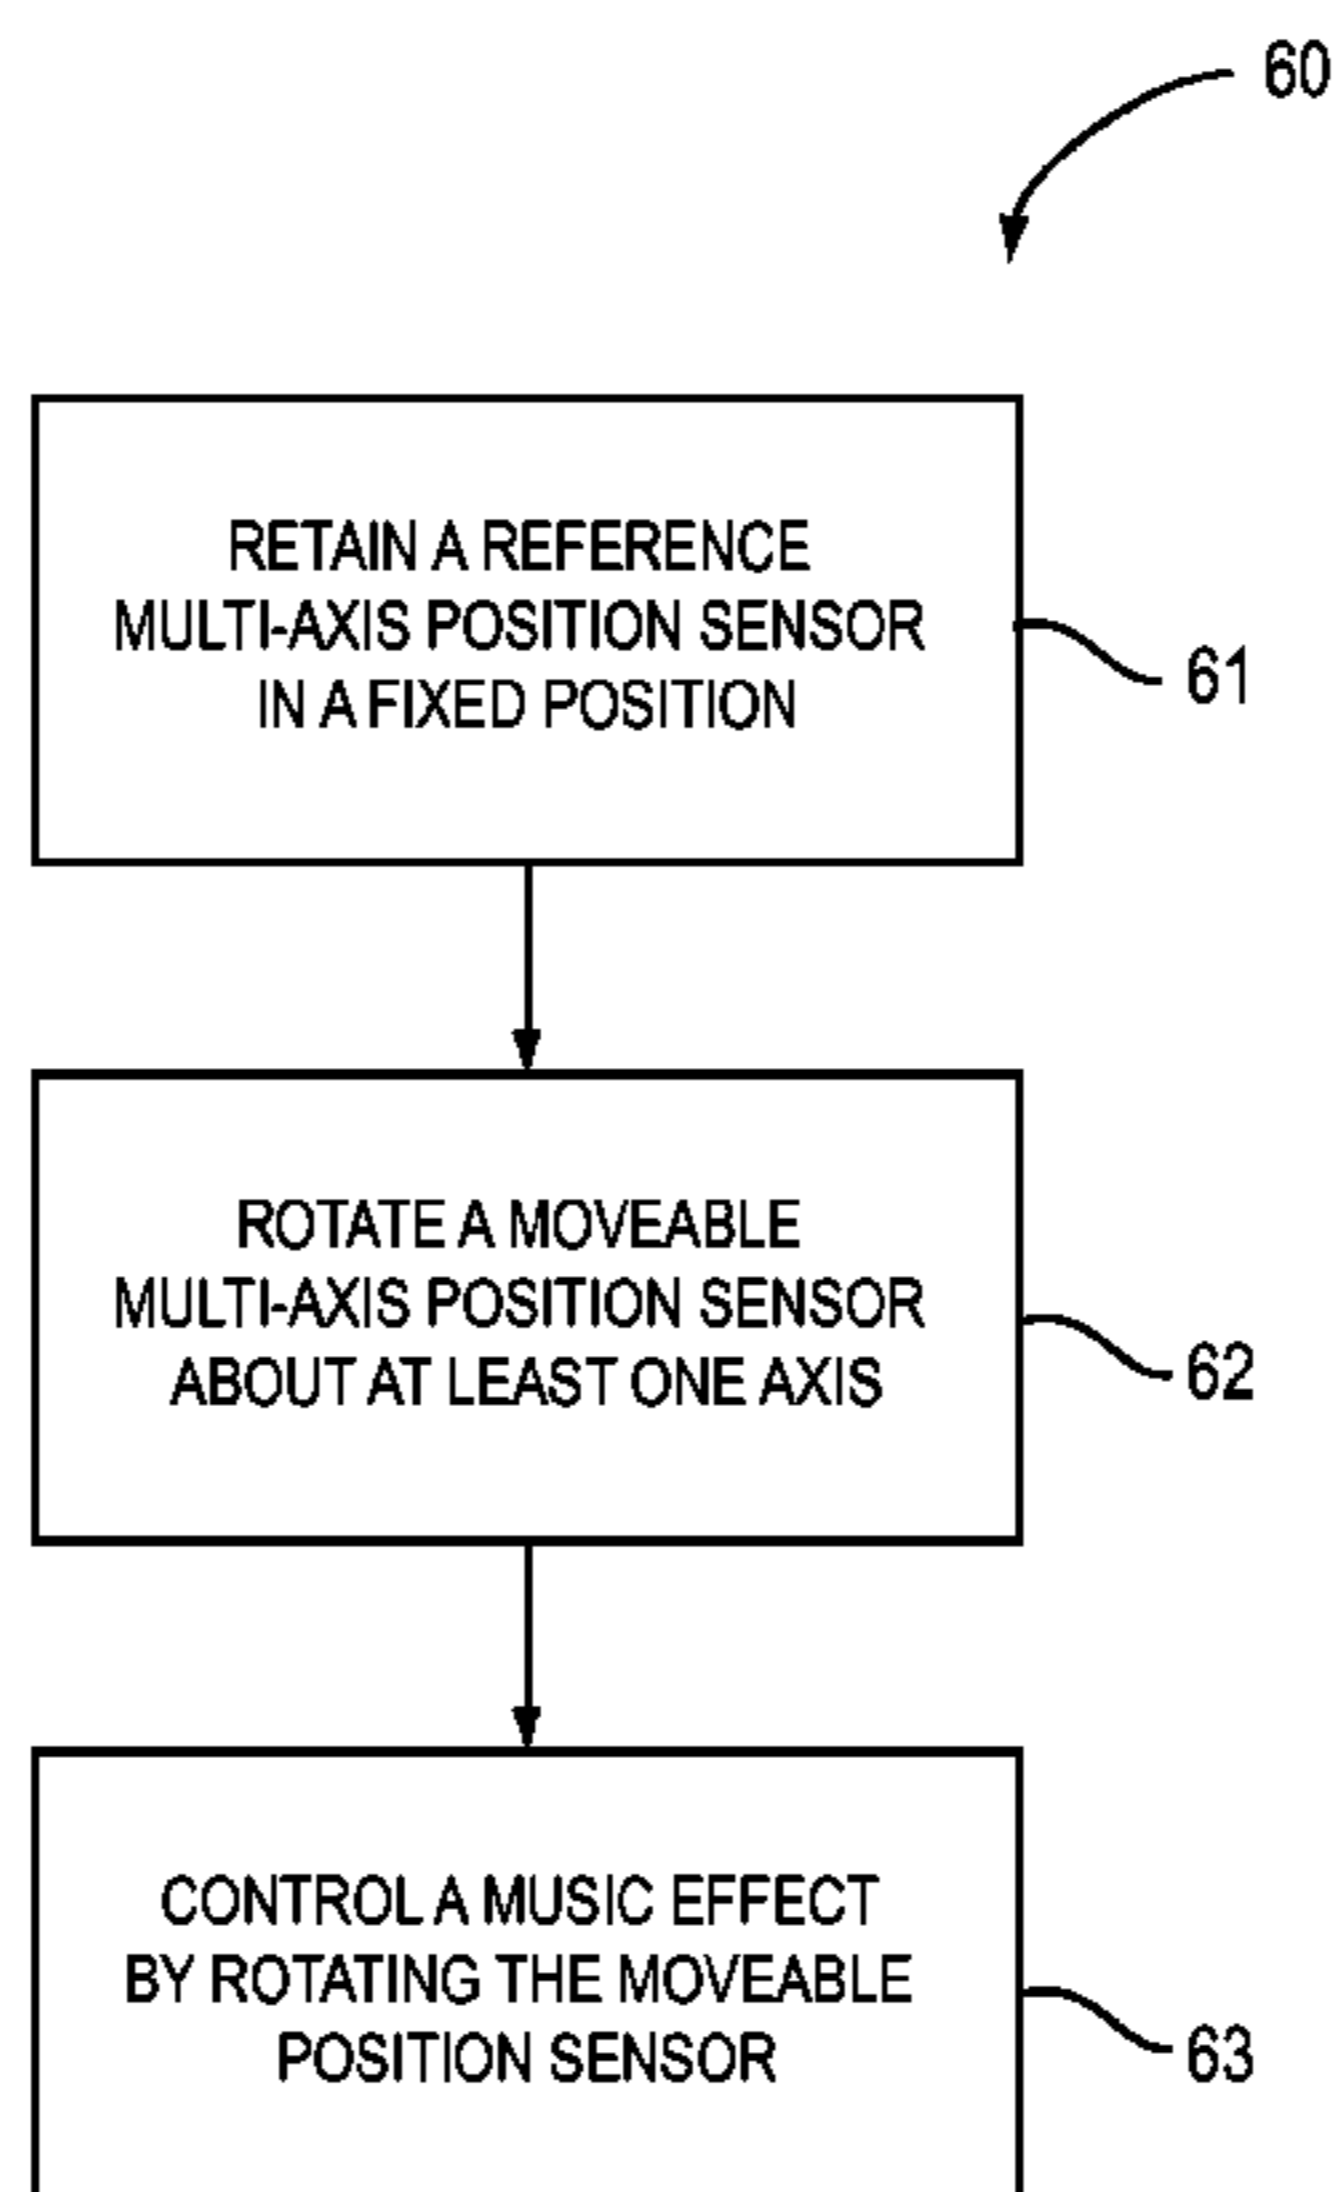 60
RETAIN A REFERENCE
MULTI-AXIS POSITION SENSOR
IN A FIXED POSITION
61
ROTATE A MOVEABLE
MULTI-AXIS POSITION SENSOR
ABOUT AT LEAST ONE AXIS
62
CONTROL A MUSIC EFFECT
BY ROTATING THE MOVEABLE
POSITION SENSOR
63